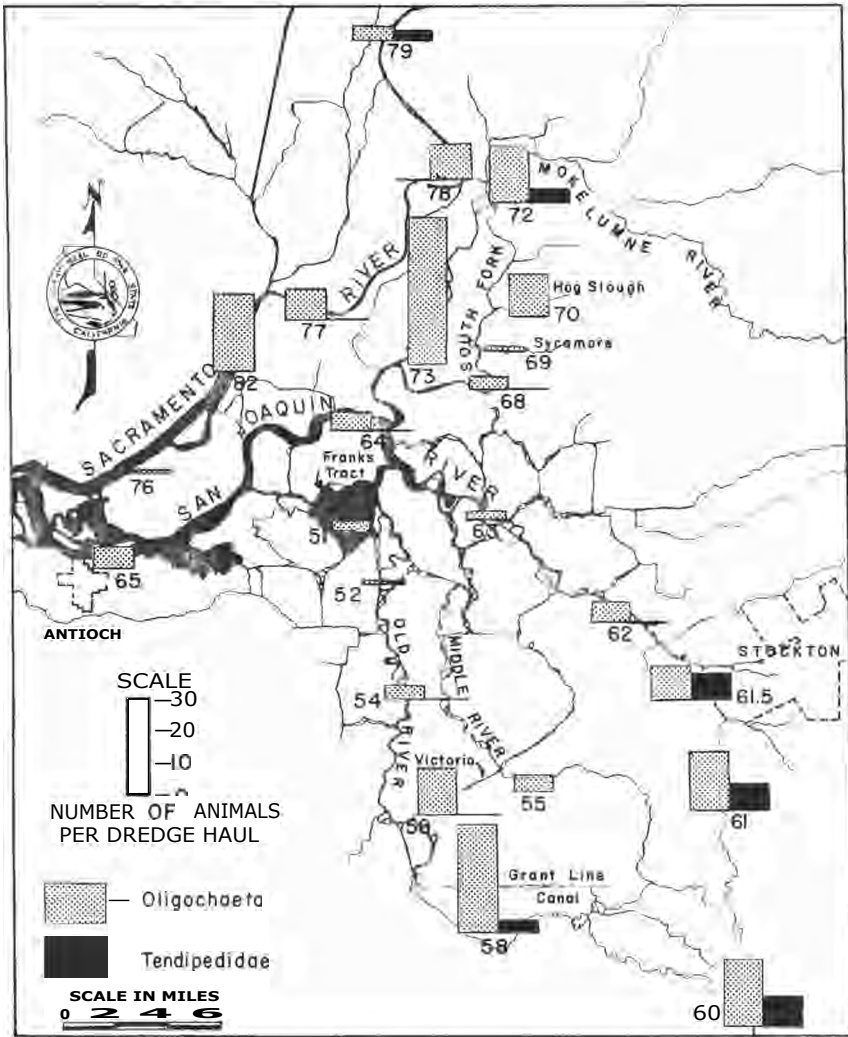 79
N
78
72
MOKELUMNE RIVER
RIVER
SOUTH FORK
Hog Slough
70
77
Sycamore
69
73
68
82
SACRAMENTO
SAN JOAQUIN RIVER
64
Franks
Tract
76
51
63
65
52
ANTIOCH
62
STOCKTON
OLD RIVER
MIDDLE RIVER
54
61.5
SCALE
30
20
10
0
Victoria
55
56
61
NUMBER OF ANIMALS
PER DREDGE HAUL
Grant Line
Canal
Oligochaeta
58
Tendipedidae
60
SCALE IN MILES
0 2 4 6